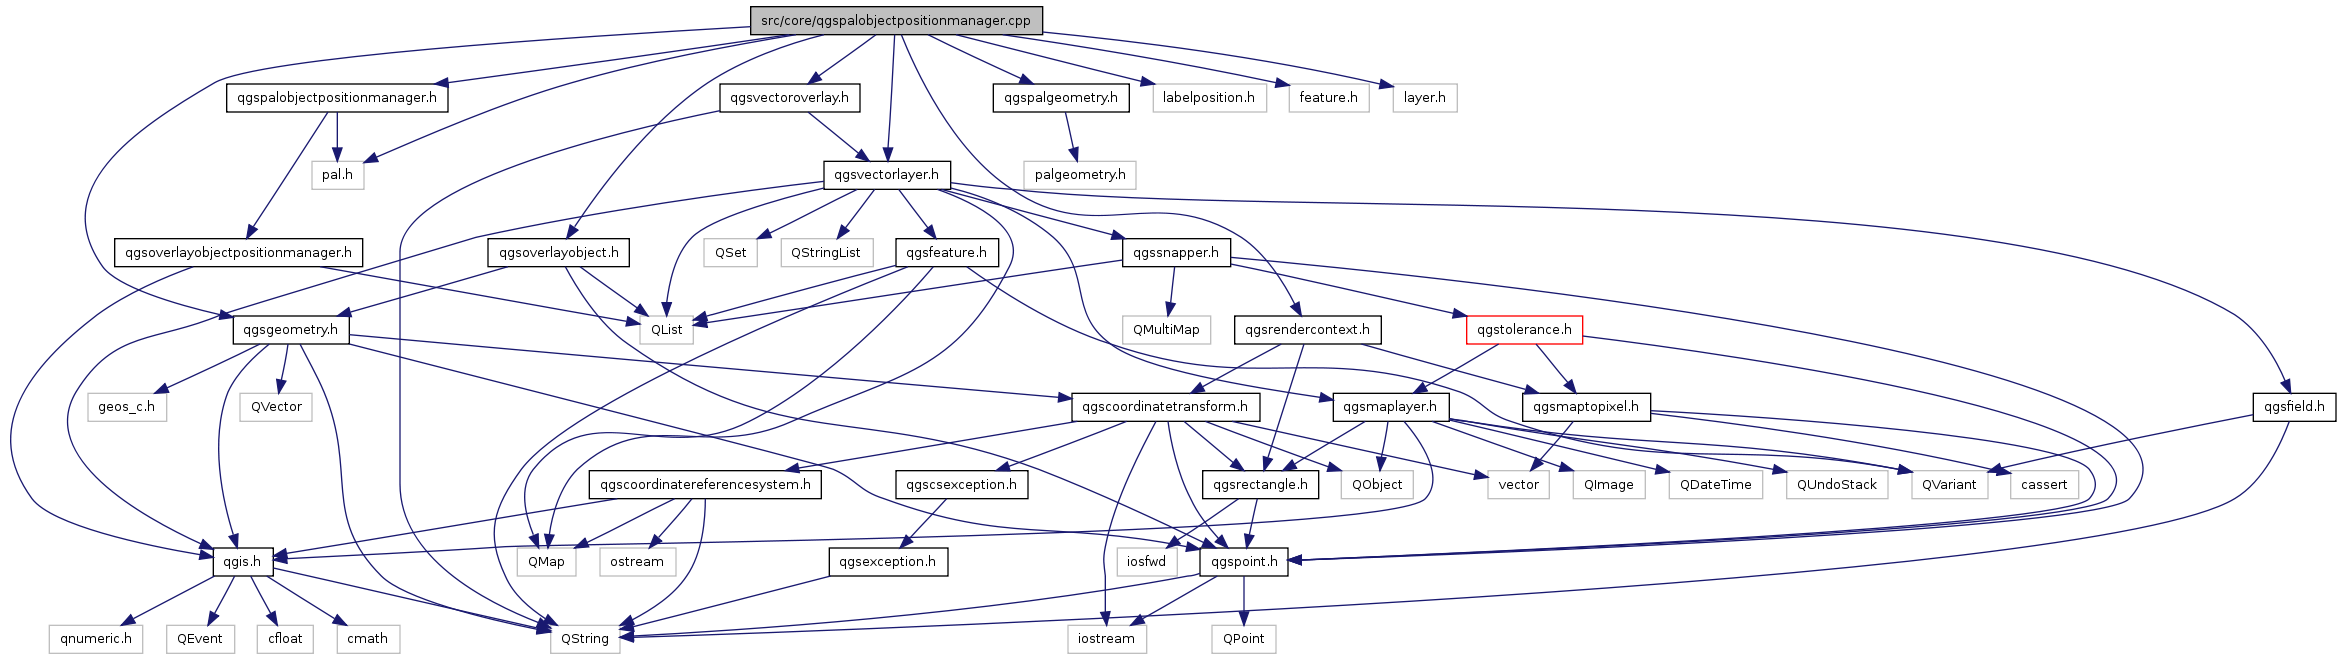 src/core/qgspalobjectpositionmanager.cpp
qgspalobjectpositionmanager.h
qgsvectoroverlay.h
qgspalgeometry.h
labelposition.h
feature.h
layer.h
pal.h
qgsvectorlayer.h
palgeometry.h
qgsoverlayobjectpositionmanager.h
qgsoverlayobject.h
QSet
QStringList
qgsfeature.h
qgssnapper.h
qgsgeometry.h
QList
QMultiMap
qgsrendercontext.h
qgstolerance.h
geos_c.h
QVector
qgscoordinatetransform.h
qgsmaplayer.h
qgsmaptopixel.h
qgsfield.h
qgscoordinatereferencesystem.h
qgscsexception.h
qgsrectangle.h
QObject
vector
QImage
QDateTime
QUndoStack
QVariant
cassert
qgis.h
QMap
ostream
qgsexception.h
iosfwd
qgspoint.h
qnumeric.h
QEvent
cfloat
cmath
QString
iostream
QPoint